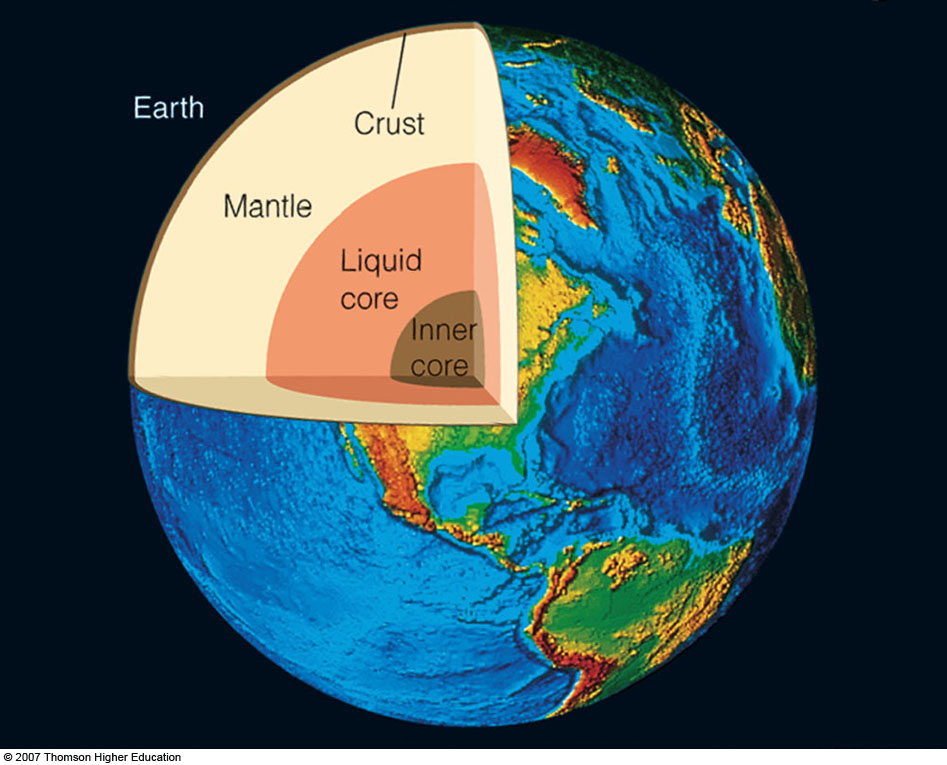 Earth
Crust
Mantle
Liquid
core
Inner
core
© 2007 Thomson Higher Education